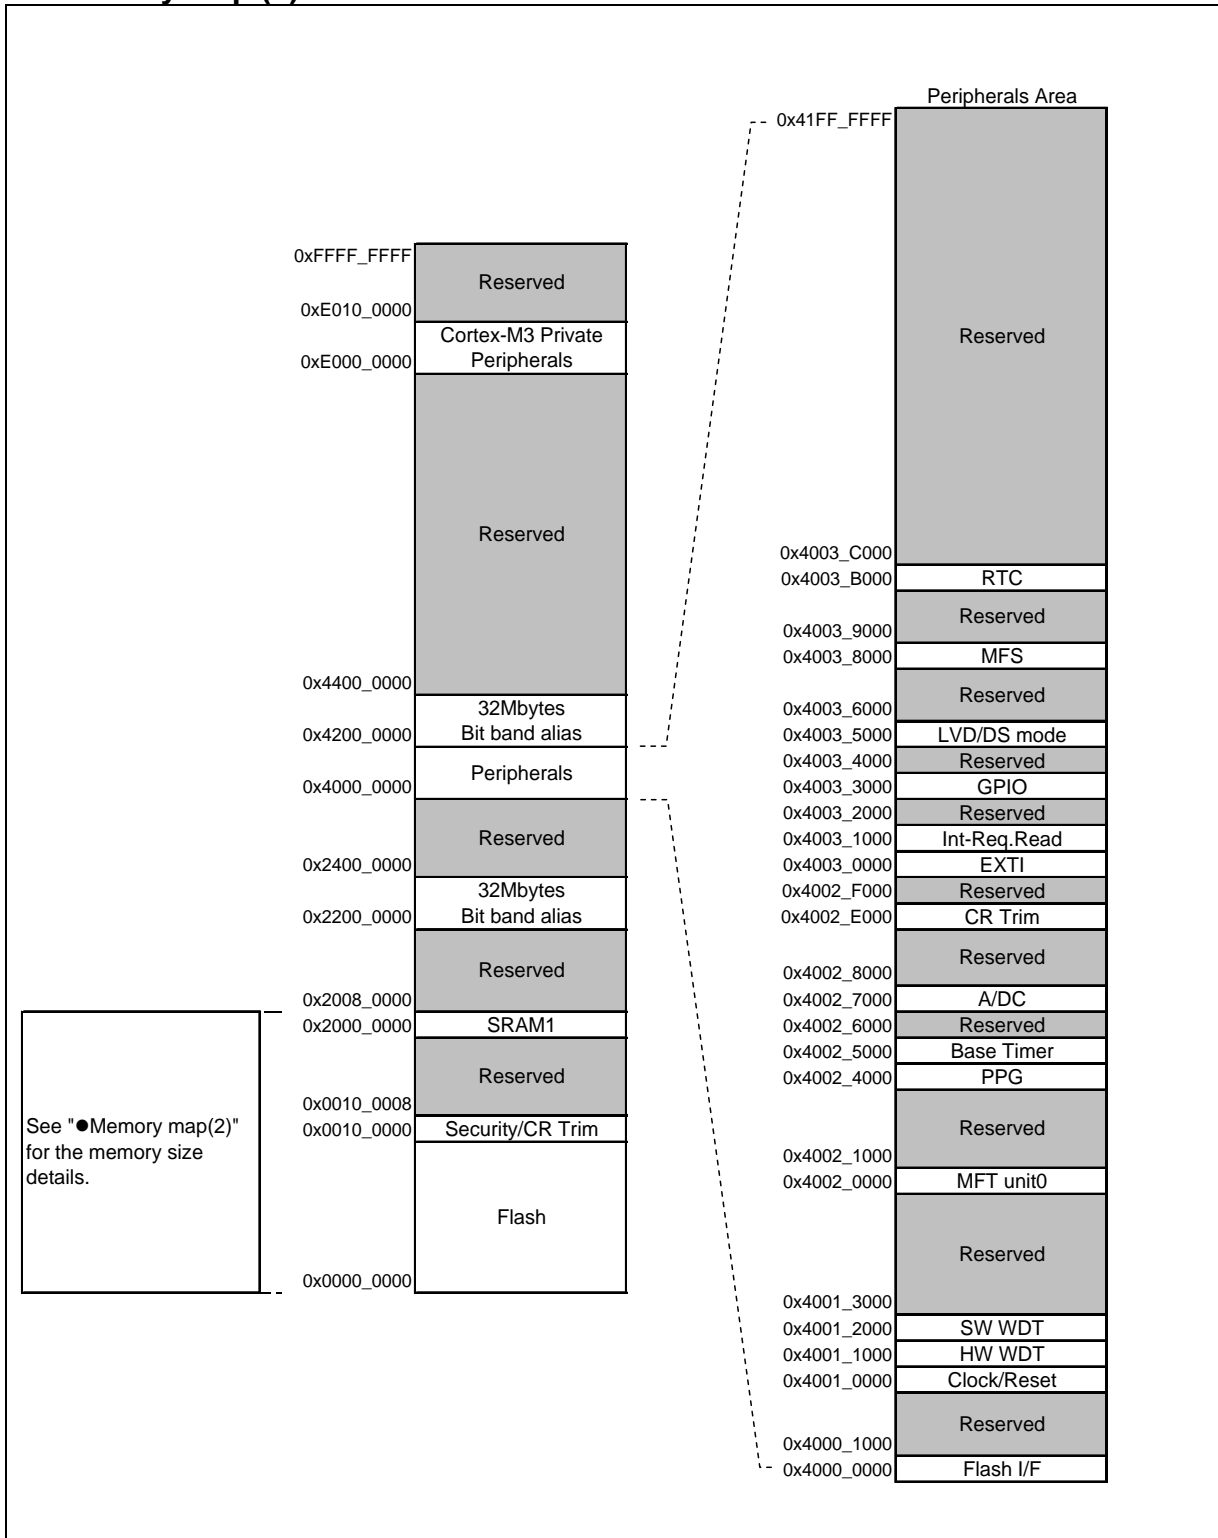 0xFFFF_FFFF
Reserved
0xE010_0000
Cortex-M3 Private
Peripherals
0xE000_0000
Reserved
0x4400_0000
32Mbytes
Bit band alias
0x4200_0000
Peripherals
0x4000_0000
Reserved
0x2400_0000
32Mbytes
Bit band alias
0x2200_0000
Reserved
0x2008_0000
0x2000_0000 SRAM1
Reserved
0x0010_0008
0x0010_0000 Security/CR Trim
Flash
0x0000_0000
See "●Memory map(2)"
for the memory size
details.
Peripherals Area
0x41FF_FFFF
Reserved
0x4003_C000
0x4003_B000 RTC
Reserved
0x4003_9000
0x4003_8000 MFS
Reserved
0x4003_6000
0x4003_5000 LVD/DS mode
0x4003_4000 Reserved
0x4003_3000 GPIO
0x4003_2000 Reserved
0x4003_1000 Int-Req.Read
0x4003_0000 EXTI
0x4002_F000 Reserved
0x4002_E000 CR Trim
Reserved
0x4002_8000
0x4002_7000 A/DC
0x4002_6000 Reserved
0x4002_5000 Base Timer
0x4002_4000 PPG
Reserved
0x4002_1000
0x4002_0000 MFT unit0
Reserved
0x4001_3000
0x4001_2000 SW WDT
0x4001_1000 HW WDT
0x4001_0000 Clock/Reset
Reserved
0x4000_1000
0x4000_0000 Flash I/F